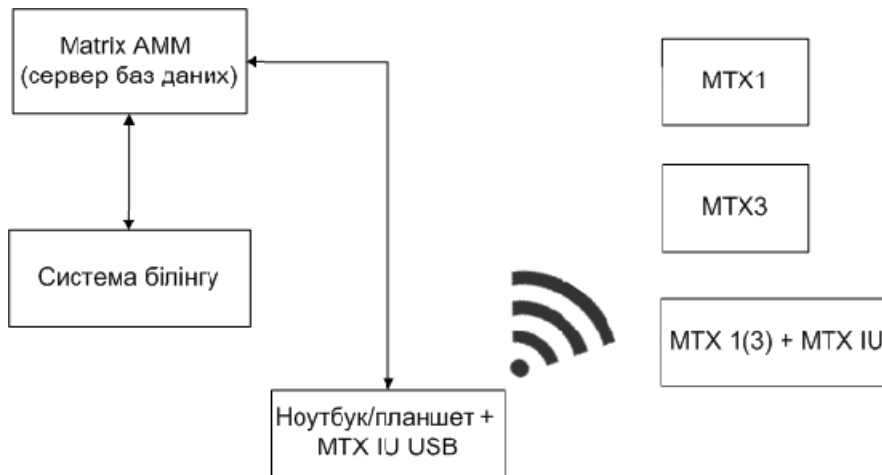 Matrix AMM
(сервер баз даних)
Система білінгу
Ноутбук/планшет +
MTX IU USB
MTX1
MTX3
MTX 1(3) + MTX IU